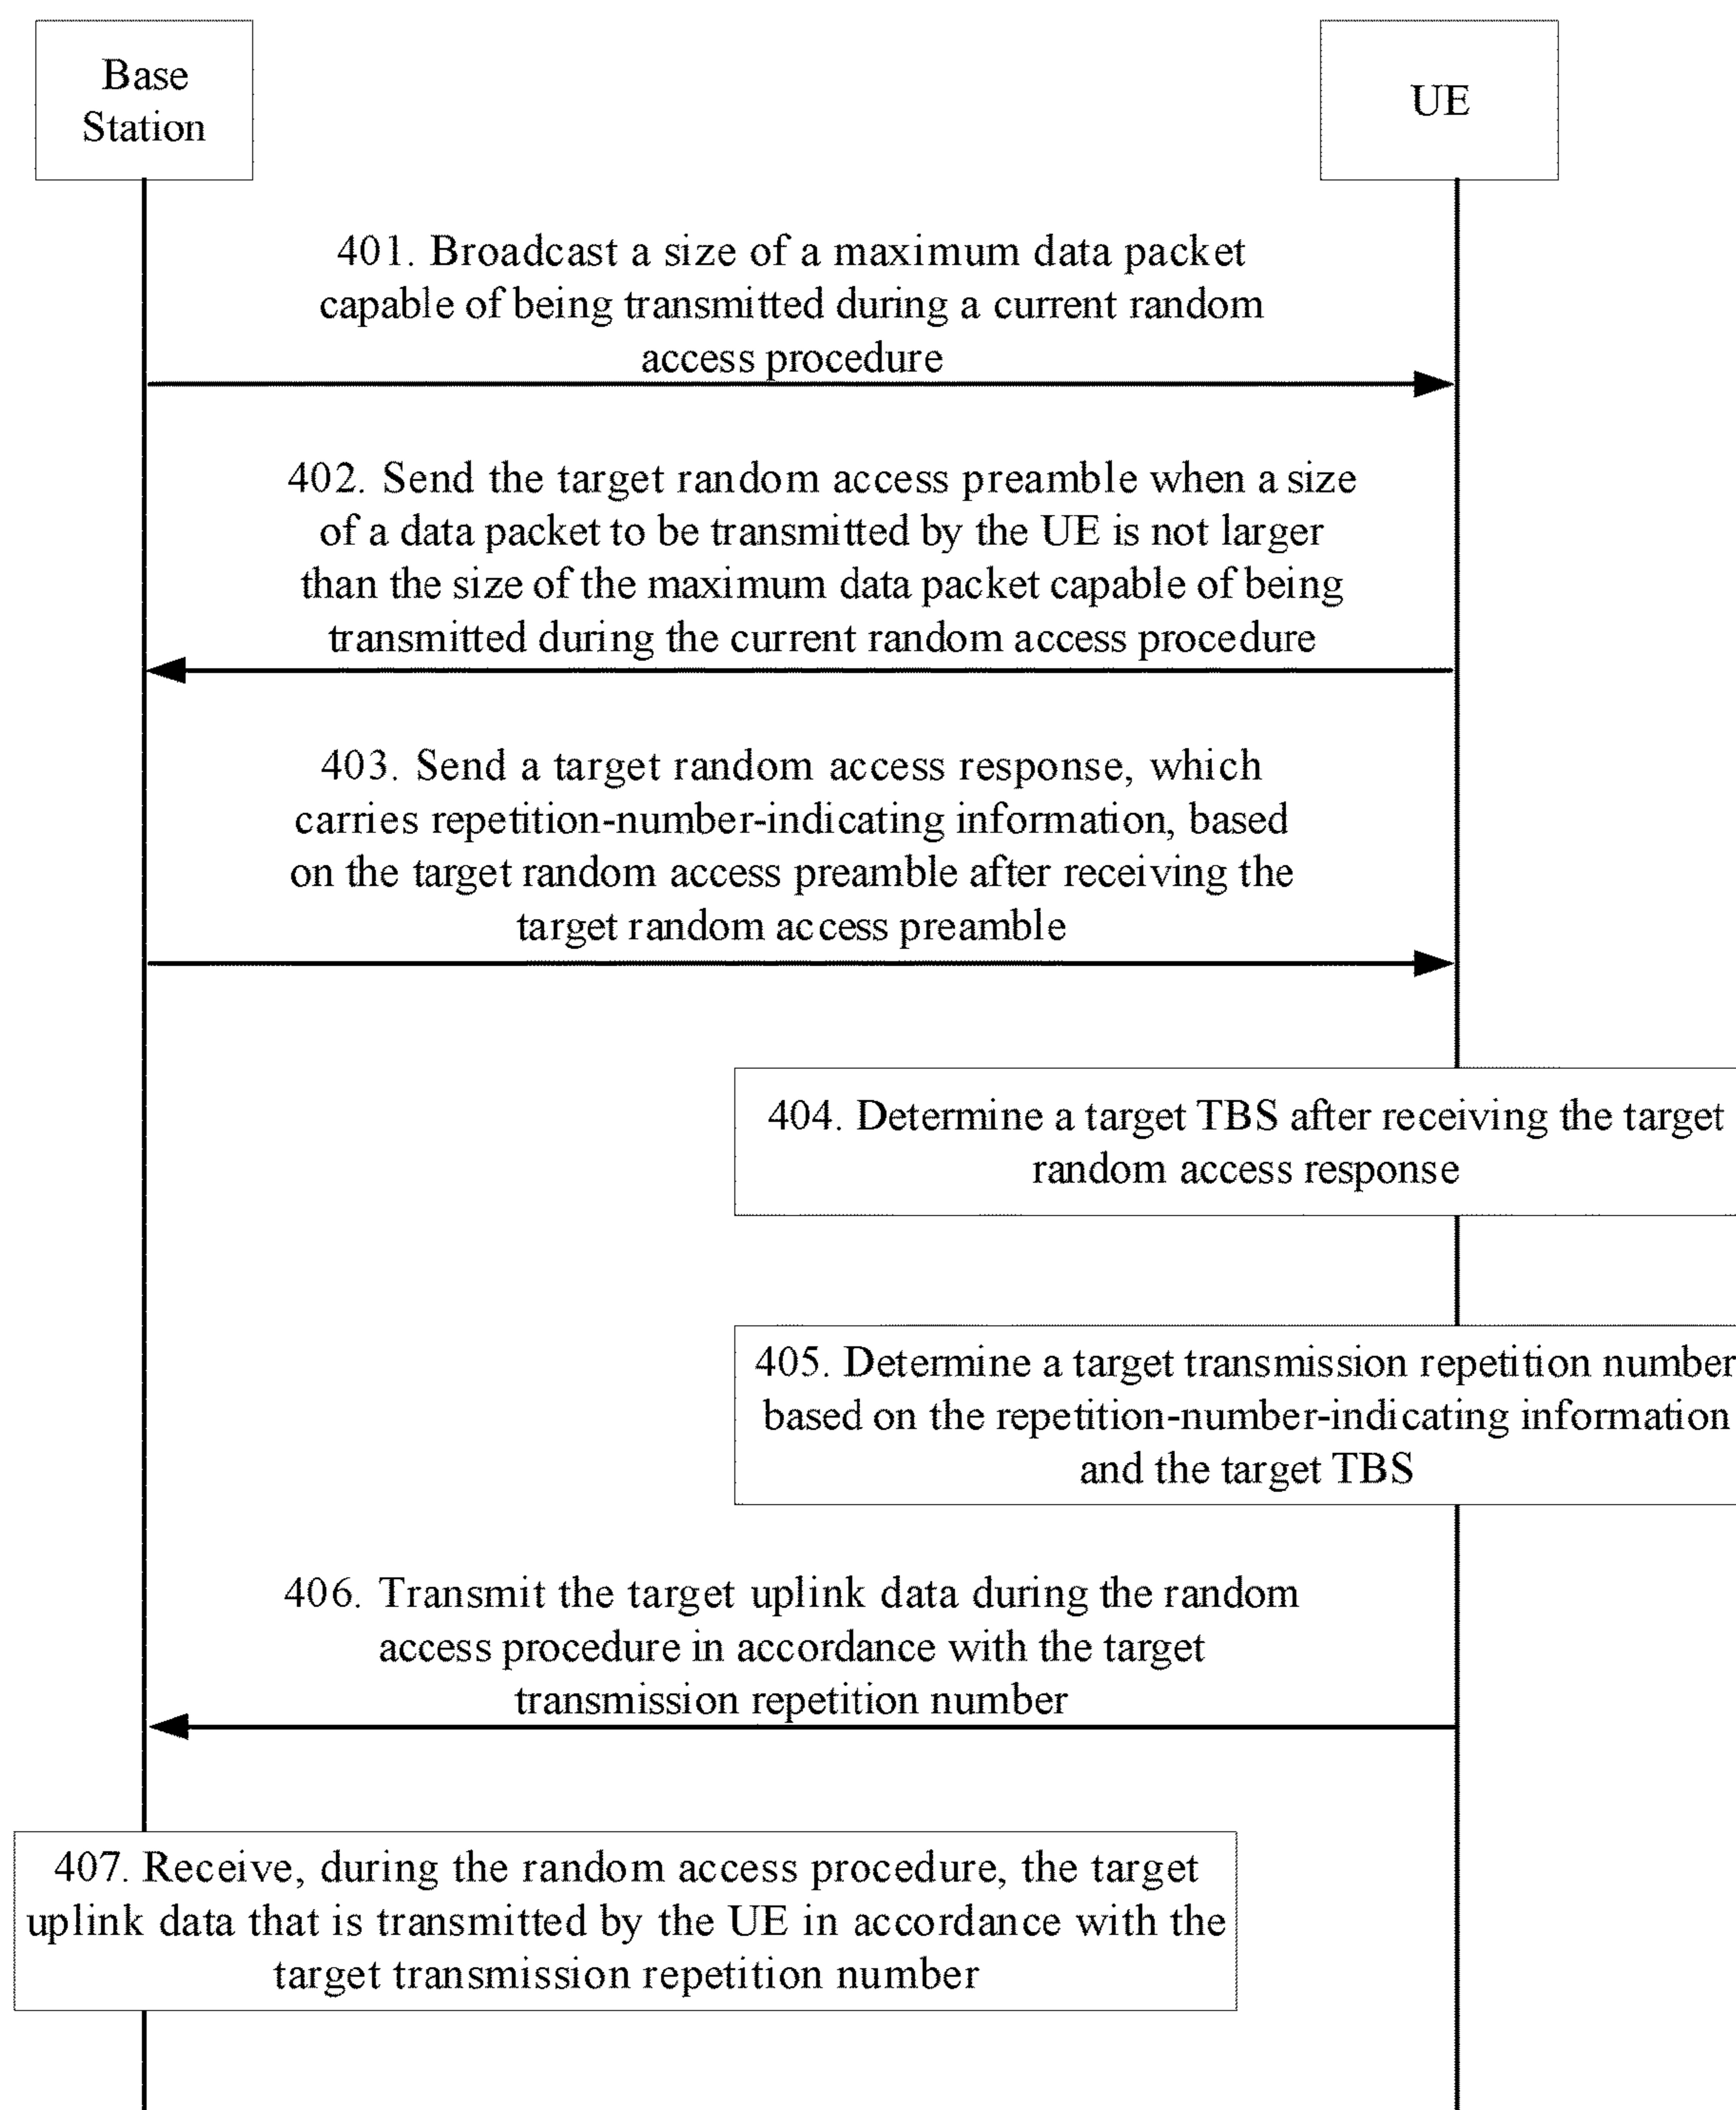 Base
Station
UE
401. Broadcast a size of a maximum data packet
capable of being transmitted during a current random
access procedure
402. Send the target random access preamble when a size
of a data packet to be transmitted by the UE is not larger
than the size of the maximum data packet capable of being
transmitted during the current random access procedure
403. Send a target random access response, which
carries repetition-number-indicating information, based
on the target random access preamble after receiving the
target random access preamble
404. Determine a target TBS after receiving the target
random access response
405. Determine a target transmission repetition number
based on the repetition-number-indicating information
and the target TBS
406. Transmit the target uplink data during the random
access procedure in accordance with the target
transmission repetition number
407. Receive, during the random access procedure, the target
uplink data that is transmitted by the UE in accordance with the
target transmission repetition number